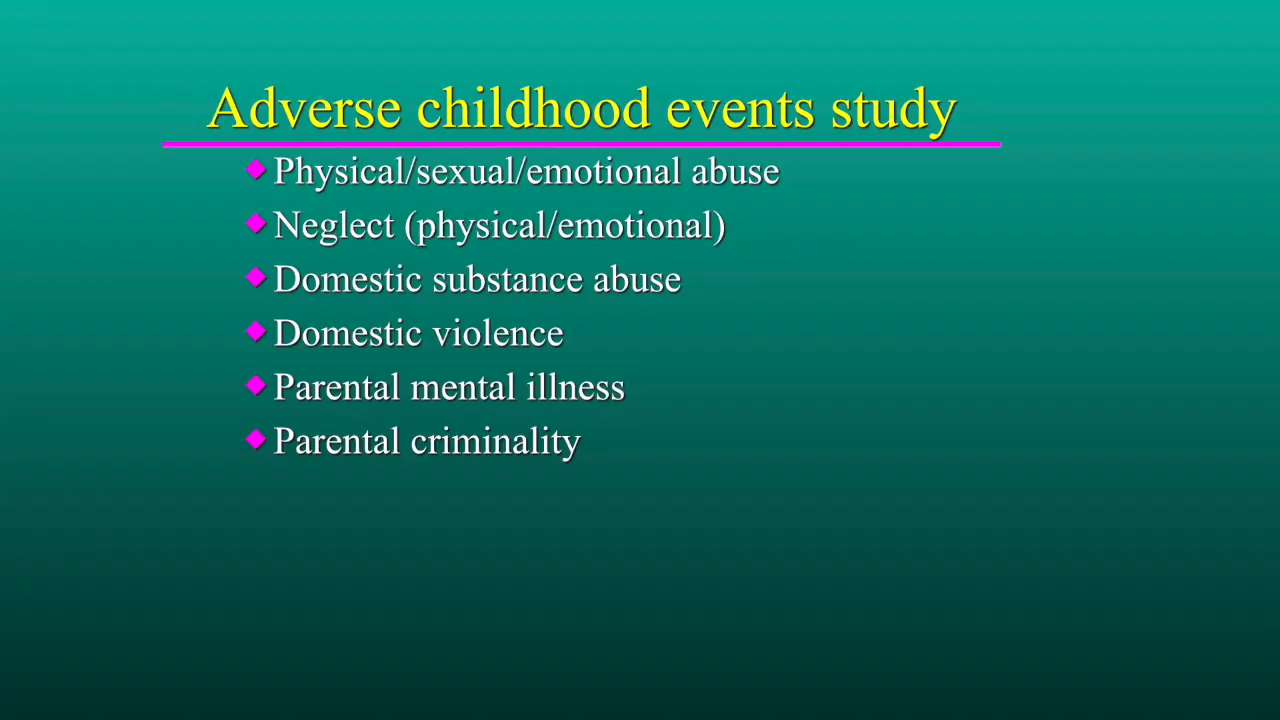 Adverse childhood events study
Physical/sexual/emotional abuse
Neglect (physical/emotional)
Domestic substance abuse
Domestic violence
Parental mental illness
Parental criminality